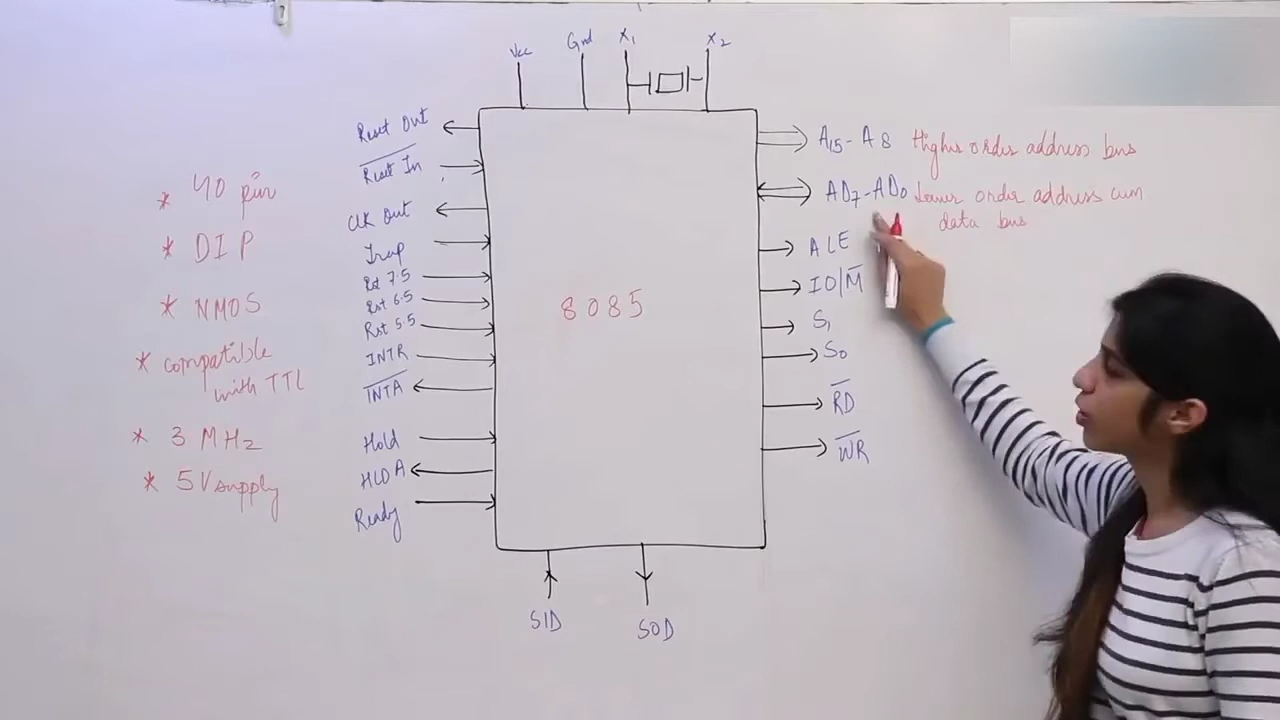 * 40 pin
* DIP
* NMOS
* compatible
with TTL
* 3 MHz
* 5V supply
Vcc
Gnd
X1
X2
Reset Out
Reset In
CLK Out
Trap
Rst 7.5
Rst 6.5
Rst 5.5
INTR
INTA
Hold
HLDA
Ready
8085
SID
SOD
A15 - A8 Higher order address bus
AD7 - AD0 Lower order address cum
data bus
ALE
IO/M̅
S1
S0
R̅D̅
W̅R̅